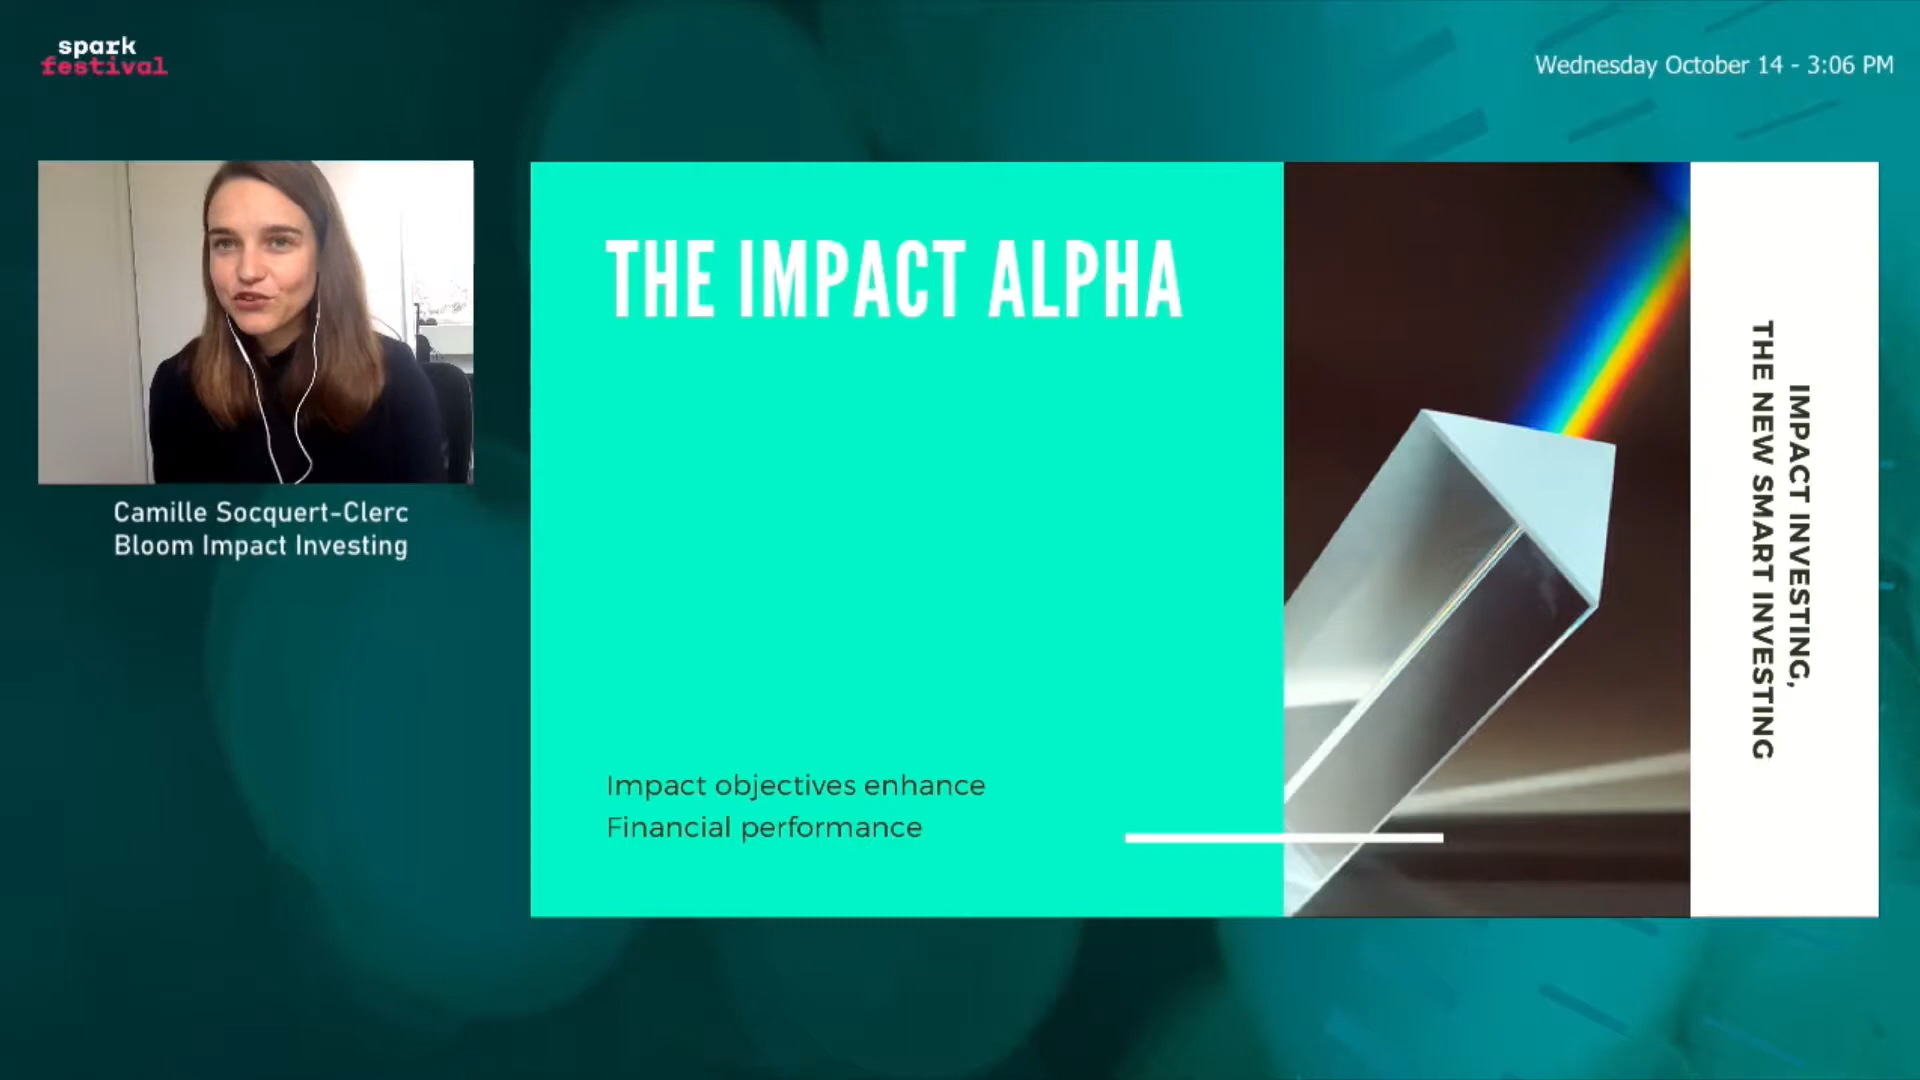 spark
festival
Wednesday October 14 - 3:06 PM
Camille Socquert-Clerc
Bloom Impact Investing
THE IMPACT ALPHA
Impact objectives enhance
Financial performance
IMPACT INVESTING,
THE NEW SMART INVESTING